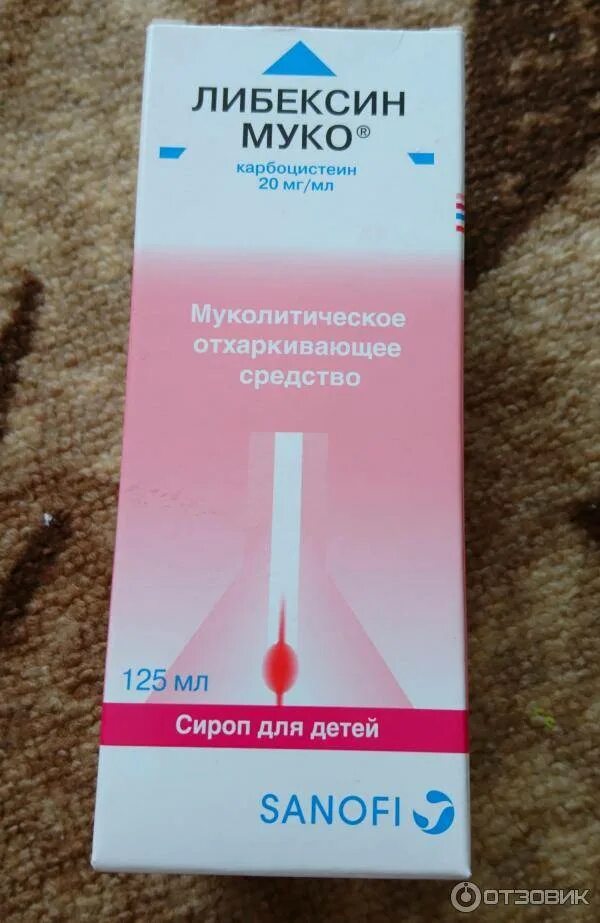 ЛИБЕКСИН
МУКО®
карбоцистеин
20 мг/мл
Муколитическое
отхаркивающее
средство
125 мл
Сироп для детей
SANOFI
ОТЗОВИК